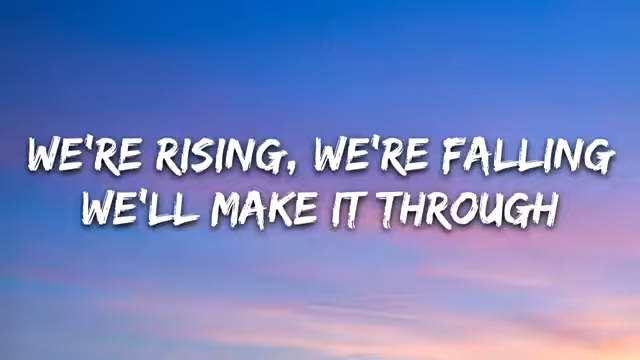 WE'RE RISING, WE'RE FALLING
WE'LL MAKE IT THROUGH